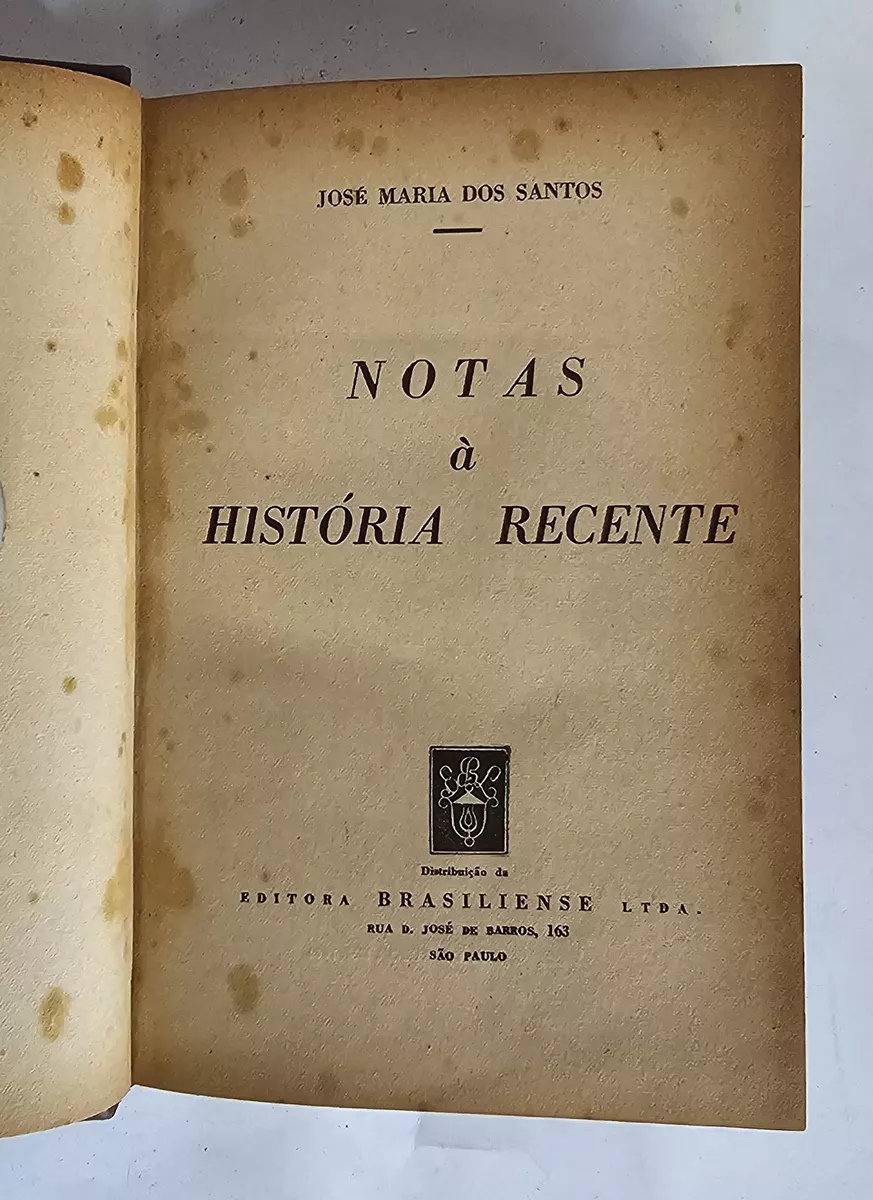 JOSÉ MARIA DOS SANTOS
NOTAS
à
HISTÓRIA RECENTE
Distribuição da
EDITORA BRASILIENSE LTDA.
RUA D. JOSÉ DE BARROS, 163
SÃO PAULO